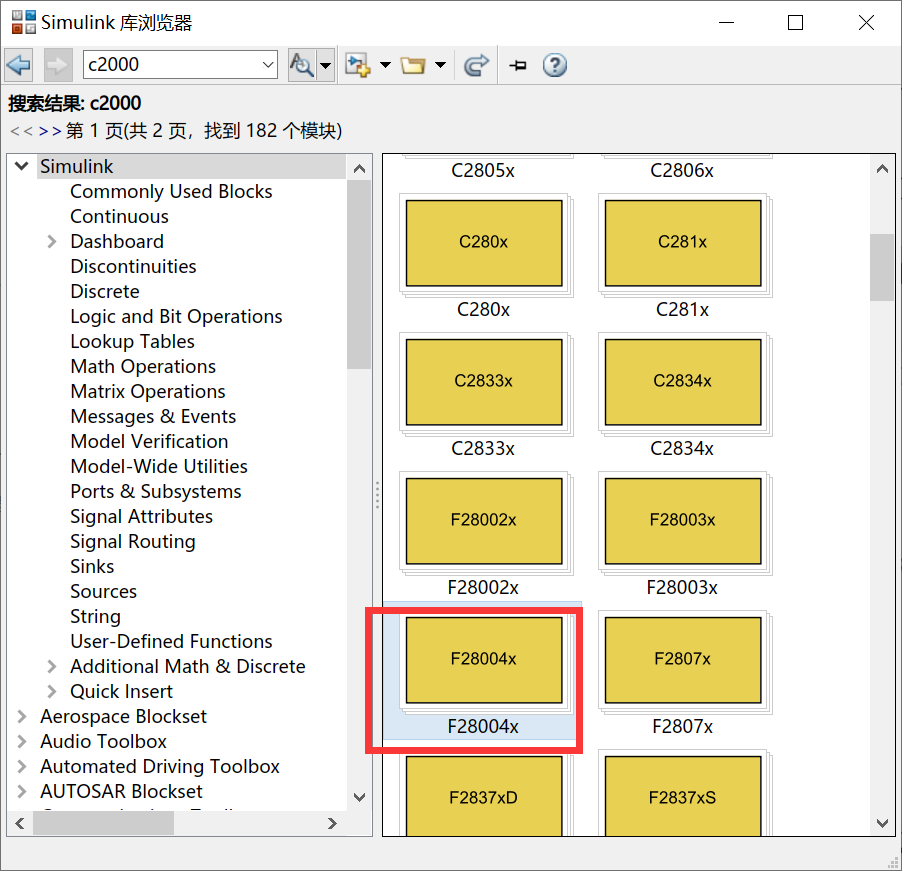 Simulink 库浏览器
c2000
搜索结果: c2000
<< >> 第 1 页(共 2 页，找到 182 个模块)
Simulink
Commonly Used Blocks
Continuous
Dashboard
Discontinuities
Discrete
Logic and Bit Operations
Lookup Tables
Math Operations
Matrix Operations
Messages & Events
Model Verification
Model-Wide Utilities
Ports & Subsystems
Signal Attributes
Signal Routing
Sinks
Sources
String
User-Defined Functions
Additional Math & Discrete
Quick Insert
Aerospace Blockset
Audio Toolbox
Automated Driving Toolbox
AUTOSAR Blockset
C2805x C2806x
C280x C281x
C280x C281x
C2833x C2834x
C2833x C2834x
F28002x F28003x
F28002x F28003x
F28004x F2807x
F28004x F2807x
F2837xD F2837xS